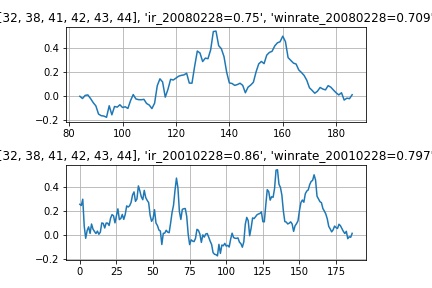 [32, 38, 41, 42, 43, 44], 'ir_20080228=0.75', 'winrate_20080228=0.709'
0.4
0.2
0.0
−0.2
80 100 120 140 160 180
[32, 38, 41, 42, 43, 44], 'ir_20010228=0.86', 'winrate_20010228=0.797'
0.4
0.2
0.0
−0.2
0 25 50 75 100 125 150 175